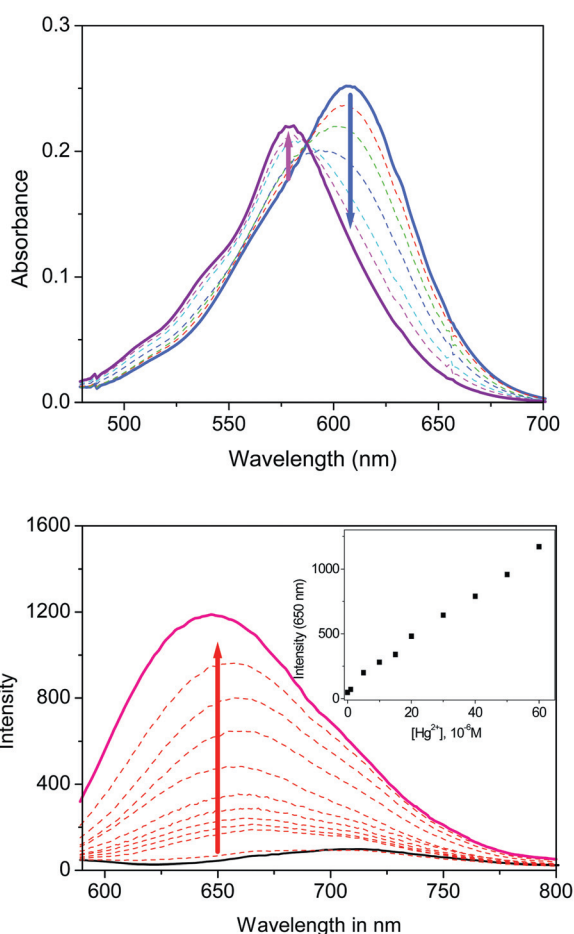 0.3
0.2
0.1
0.0
Absorbance
500 550 600 650 700
Wavelength (nm)
1600
1200
800
400
0
Intensity
600 650 700 750 800
Wavelength in nm
1000
500
0
Intensity (650 nm)
0 20 40 60
[Hg²⁺], 10⁻⁶M